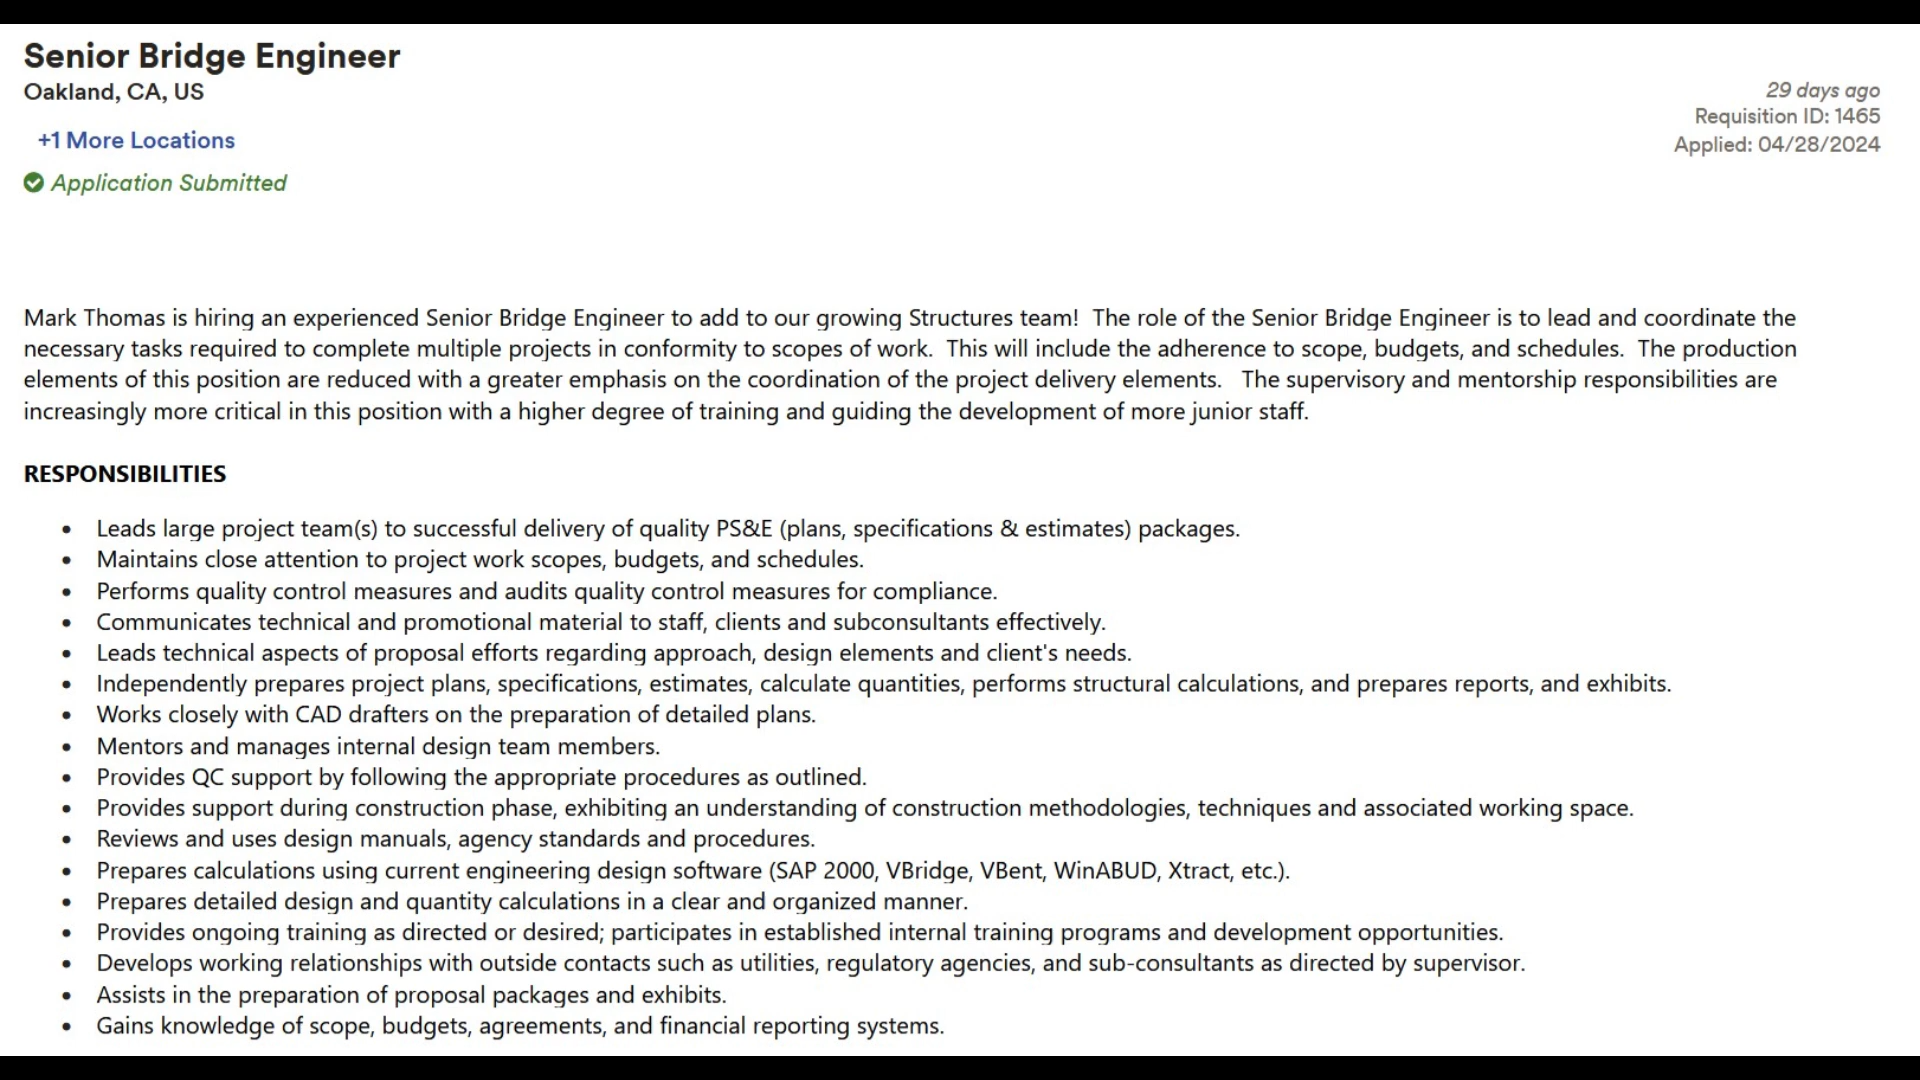 Senior Bridge Engineer
Oakland, CA, US
29 days ago
Requisition ID: 1465
+1 More Locations
Applied: 04/28/2024
Application Submitted
Mark Thomas is hiring an experienced Senior Bridge Engineer to add to our growing Structures team!  The role of the Senior Bridge Engineer is to lead and coordinate the
necessary tasks required to complete multiple projects in conformity to scopes of work.  This will include the adherence to scope, budgets, and schedules.  The production
elements of this position are reduced with a greater emphasis on the coordination of the project delivery elements.   The supervisory and mentorship responsibilities are
increasingly more critical in this position with a higher degree of training and guiding the development of more junior staff.
RESPONSIBILITIES
• Leads large project team(s) to successful delivery of quality PS&E (plans, specifications & estimates) packages.
• Maintains close attention to project work scopes, budgets, and schedules.
• Performs quality control measures and audits quality control measures for compliance.
• Communicates technical and promotional material to staff, clients and subconsultants effectively.
• Leads technical aspects of proposal efforts regarding approach, design elements and client's needs.
• Independently prepares project plans, specifications, estimates, calculate quantities, performs structural calculations, and prepares reports, and exhibits.
• Works closely with CAD drafters on the preparation of detailed plans.
• Mentors and manages internal design team members.
• Provides QC support by following the appropriate procedures as outlined.
• Provides support during construction phase, exhibiting an understanding of construction methodologies, techniques and associated working space.
• Reviews and uses design manuals, agency standards and procedures.
• Prepares calculations using current engineering design software (SAP 2000, VBridge, VBent, WinABUD, Xtract, etc.).
• Prepares detailed design and quantity calculations in a clear and organized manner.
• Provides ongoing training as directed or desired; participates in established internal training programs and development opportunities.
• Develops working relationships with outside contacts such as utilities, regulatory agencies, and sub-consultants as directed by supervisor.
• Assists in the preparation of proposal packages and exhibits.
• Gains knowledge of scope, budgets, agreements, and financial reporting systems.